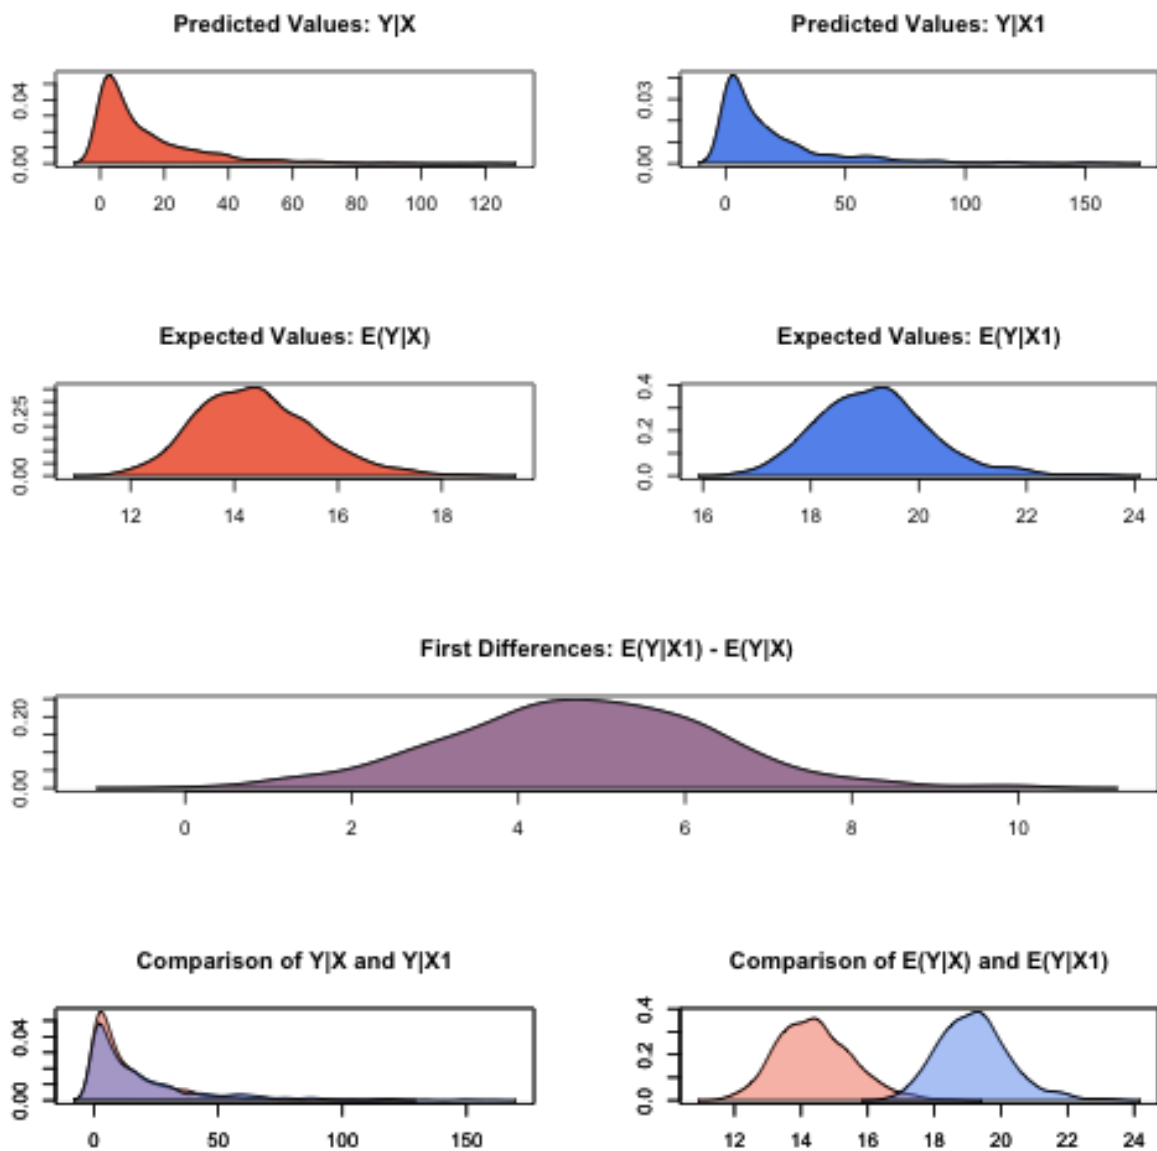 Predicted Values: Y|X
0.00 0.04
0 20 40 60 80 100 120
Predicted Values: Y|X1
0.00 0.03
0 50 100 150
Expected Values: E(Y|X)
0.00 0.25
12 14 16 18
Expected Values: E(Y|X1)
0.0 0.2 0.4
16 18 20 22 24
First Differences: E(Y|X1) - E(Y|X)
0.00 0.20
0 2 4 6 8 10
Comparison of Y|X and Y|X1
0.00 0.04
0 50 100 150
Comparison of E(Y|X) and E(Y|X1)
0.0 0.2 0.4
12 14 16 18 20 22 24